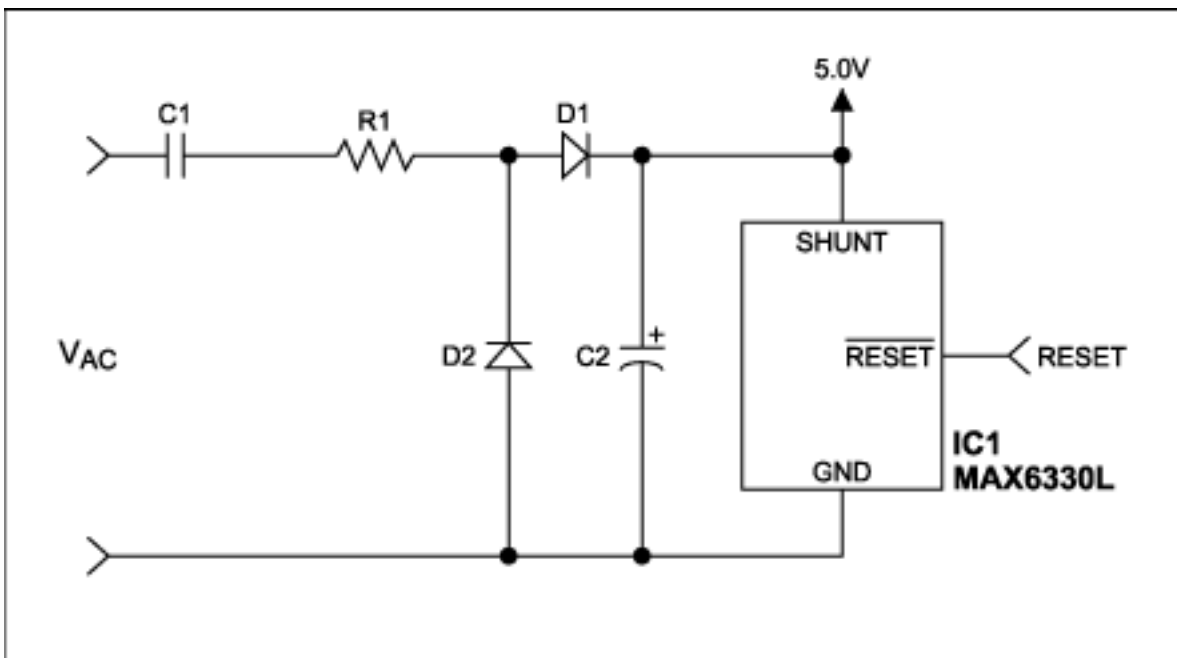 5.0V
C1
R1
D1
SHUNT
VAC
D2
+
C2
RESET
RESET
IC1
MAX6330L
GND